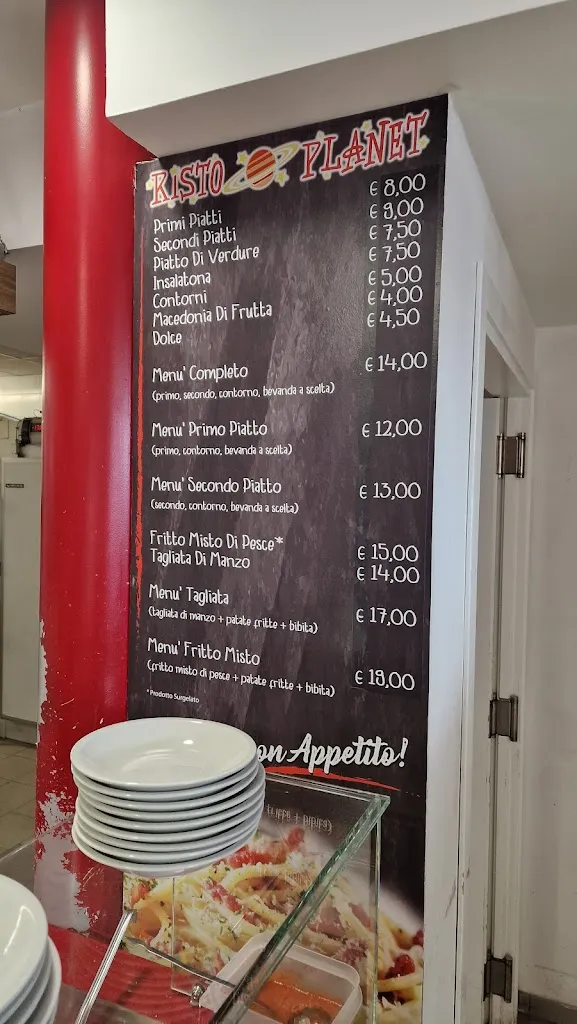 RISTO PLANET
Primi Piatti € 8,00
Secondi Piatti € 9,00
Piatto Di Verdure € 7,50
Insalatona € 7,50
Contorni € 5,00
Macedonia Di Frutta € 4,00
Dolce € 4,50
Menu' Completo € 14,00
(primo, secondo, contorno, bevanda a scelta)
Menu' Primo Piatto € 12,00
(primo, contorno, bevanda a scelta)
Menu' Secondo Piatto € 13,00
(secondo, contorno, bevanda a scelta)
Fritto Misto Di Pesce* € 15,00
Tagliata Di Manzo € 14,00
Menu' Tagliata € 17,00
(tagliata di manzo + patate fritte + bibita)
Menu' Fritto Misto € 18,00
(fritto misto di pesce + patate fritte + bibita)
* Prodotto Surgelato
on Appetito!